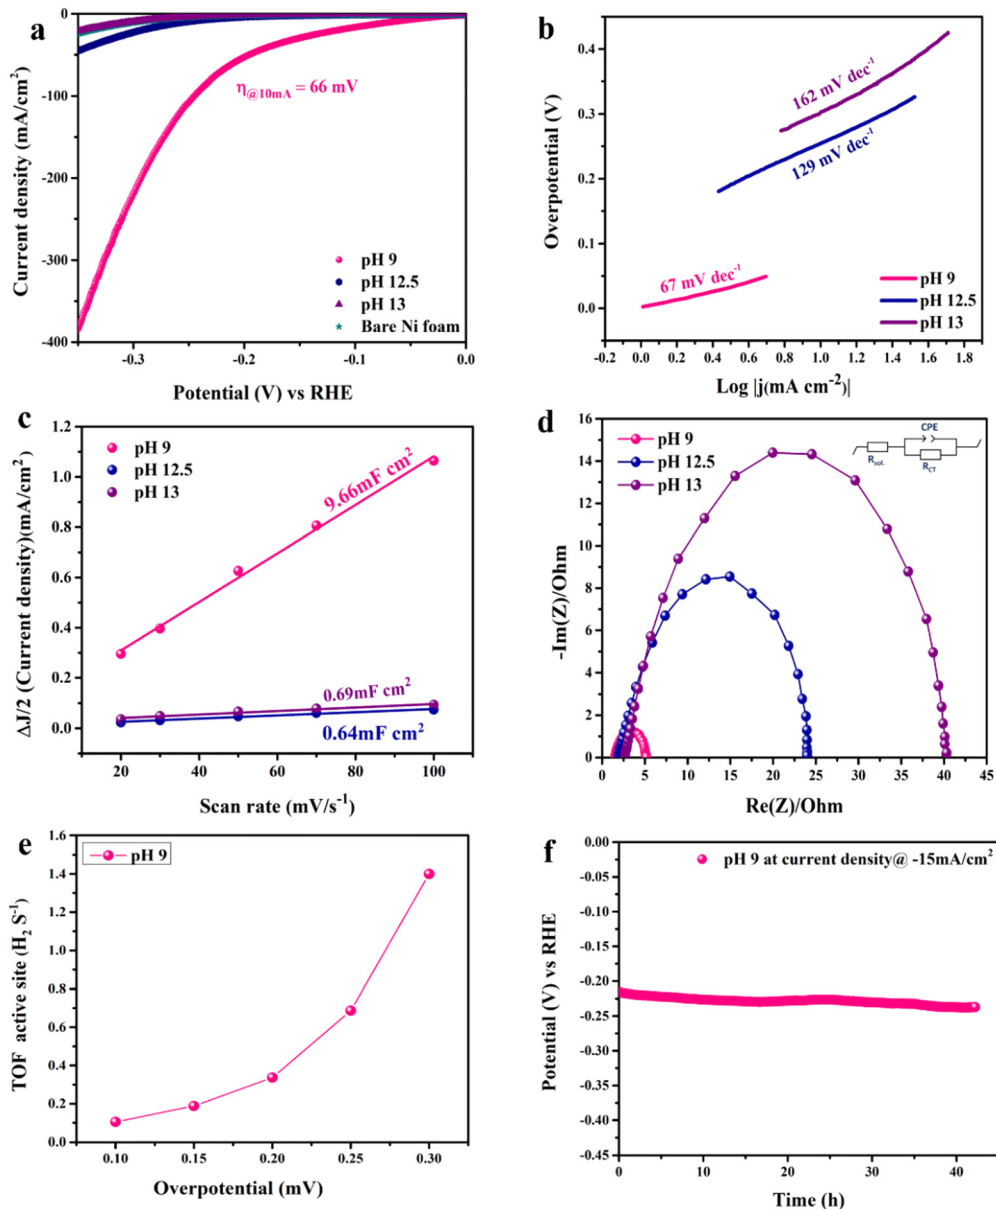 a
0
-100
-200
-300
-400
-0.3
-0.2
-0.1
0.0
Current density (mA/cm²)
Potential (V) vs RHE
η@10mA = 66 mV
pH 9
pH 12.5
pH 13
Bare Ni foam
b
0.4
0.3
0.2
0.1
0.0
-0.2
0.0
0.2
0.4
0.6
0.8
1.0
1.2
1.4
1.6
1.8
Overpotential (V)
Log |j(mA cm⁻²)|
162 mV dec⁻¹
129 mV dec⁻¹
67 mV dec⁻¹
pH 9
pH 12.5
pH 13
c
1.2
1.0
0.8
0.6
0.4
0.2
0.0
20
40
60
80
100
ΔJ/2 (Current density)(mA/cm²)
Scan rate (mV/s⁻¹)
pH 9
pH 12.5
pH 13
9.66mF cm²
0.69mF cm²
0.64mF cm²
d
16
14
12
10
8
6
4
2
0
0
5
10
15
20
25
30
35
40
45
-Im(Z)/Ohm
Re(Z)/Ohm
pH 9
pH 12.5
pH 13
CPE
Rsol.
RCT
e
1.6
1.4
1.2
1.0
0.8
0.6
0.4
0.2
0.0
0.10
0.15
0.20
0.25
0.30
TOF active site (H₂ S⁻¹)
Overpotential (mV)
pH 9
f
0.00
-0.05
-0.10
-0.15
-0.20
-0.25
-0.30
-0.35
-0.40
-0.45
0
10
20
30
40
Potential (V) vs RHE
Time (h)
pH 9 at current density@ -15mA/cm²